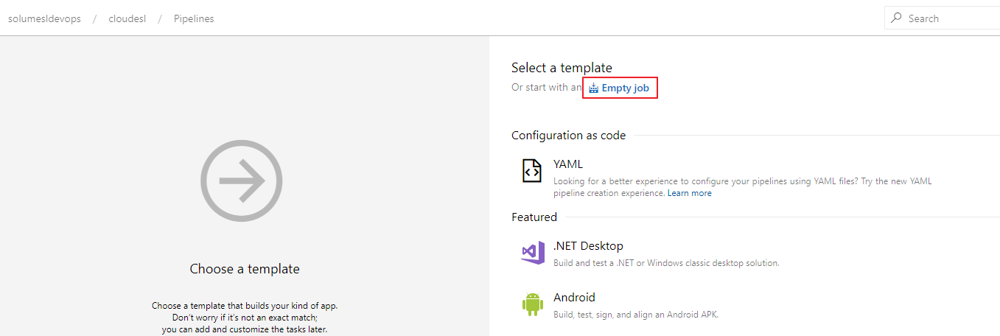 solumesldevops / cloudesl / Pipelines
Search
Choose a template
Choose a template that builds your kind of app.
Don't worry if it's not an exact match;
you can add and customize the tasks later.
Select a template
Or start with an Empty job
Configuration as code
YAML
Looking for a better experience to configure your pipelines using YAML files? Try the new YAML
pipeline creation experience. Learn more
Featured
.NET Desktop
Build and test a .NET or Windows classic desktop solution.
Android
Build, test, sign, and align an Android APK.